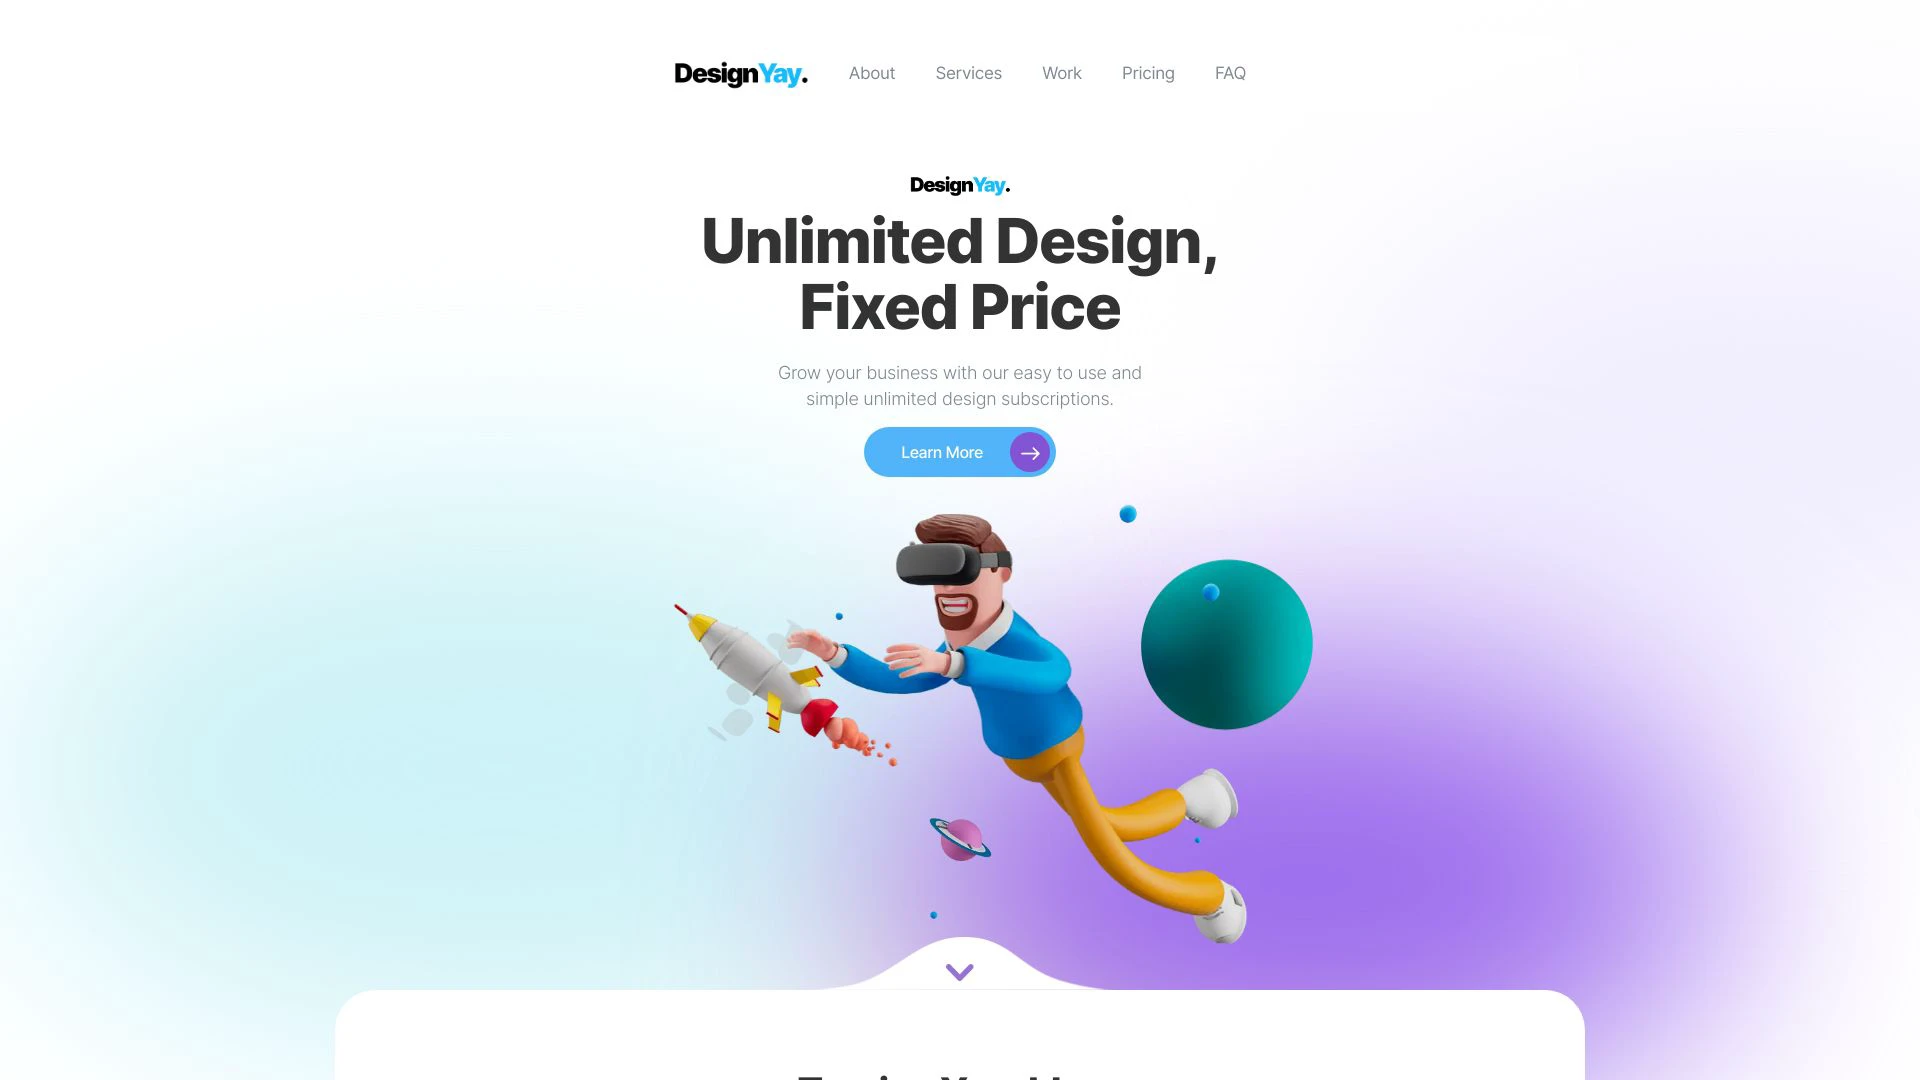 DesignYay. About Services Work Pricing FAQ
DesignYay.
Unlimited Design,
Fixed Price
Grow your business with our easy to use and
simple unlimited design subscriptions.
Learn More